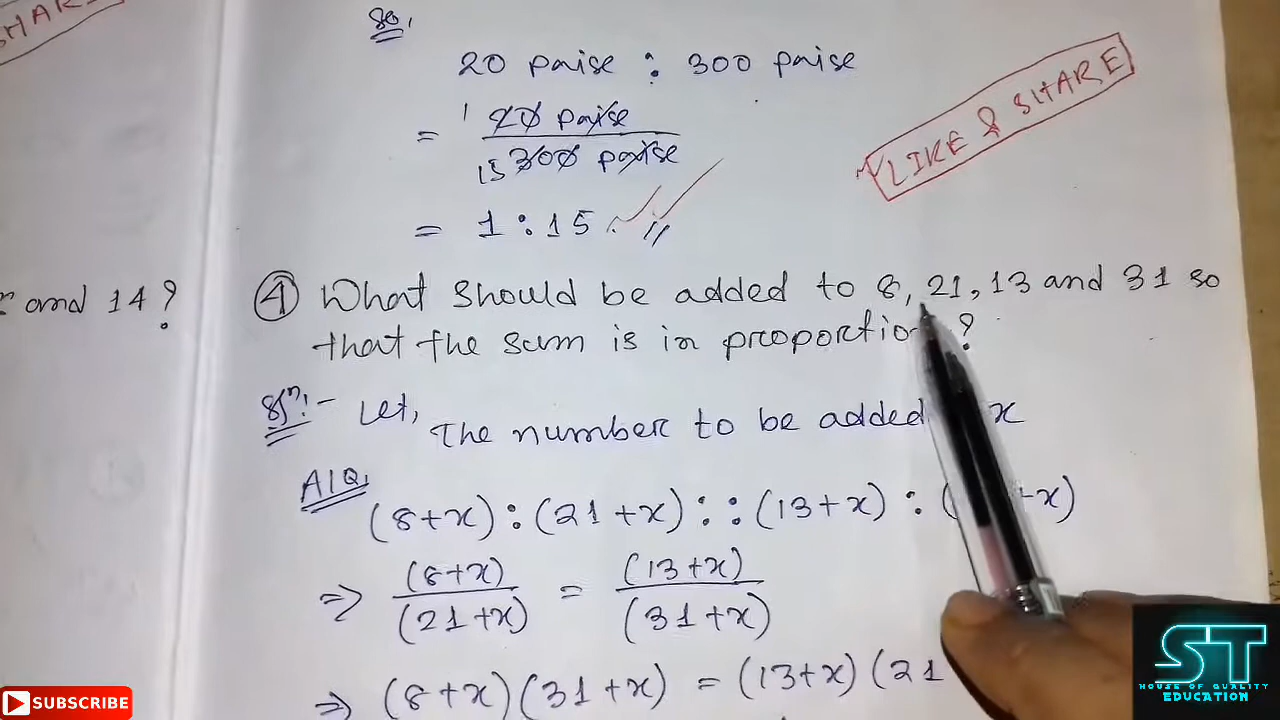 SHARE
So,
20 paise : 300 paise
= 1 20 paise
15 300 paise
= 1 : 15
LIKE & SHARE
and 14 ?
④ What should be added to 8, 21, 13 and 31 so
that the sum is in proportion ?
Sn:- Let, The number to be added x
A/Q,
(8+x) : (21+x) : : (13+x) : ( +x)
⇒ (8+x) = (13+x)
(21+x) (31+x)
⇒ (8+x)(31+x) = (13+x)(21
SUBSCRIBE
ST
HOUSE OF QUALITY
EDUCATION